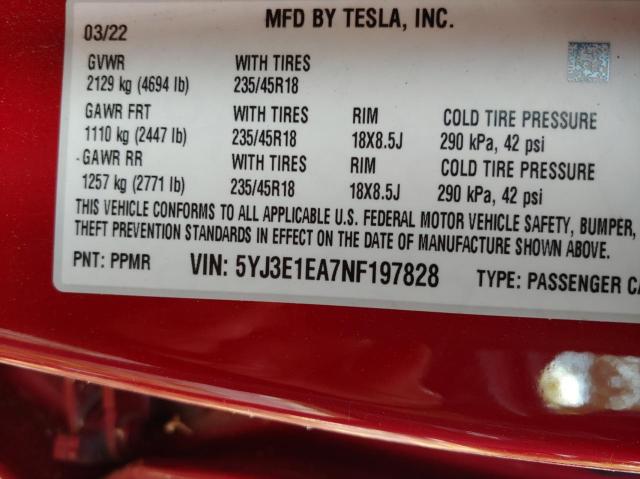 MFD BY TESLA, INC.
03/22
GVWR WITH TIRES
2129 kg (4694 lb) 235/45R18
GAWR FRT WITH TIRES RIM COLD TIRE PRESSURE
1110 kg (2447 lb) 235/45R18 18X8.5J 290 kPa, 42 psi
GAWR RR WITH TIRES RIM COLD TIRE PRESSURE
1257 kg (2771 lb) 235/45R18 18X8.5J 290 kPa, 42 psi
THIS VEHICLE CONFORMS TO ALL APPLICABLE U.S. FEDERAL MOTOR VEHICLE SAFETY, BUMPER,
THEFT PREVENTION STANDARDS IN EFFECT ON THE DATE OF MANUFACTURE SHOWN ABOVE.
PNT: PPMR VIN: 5YJ3E1EA7NF197828 TYPE: PASSENGER CA